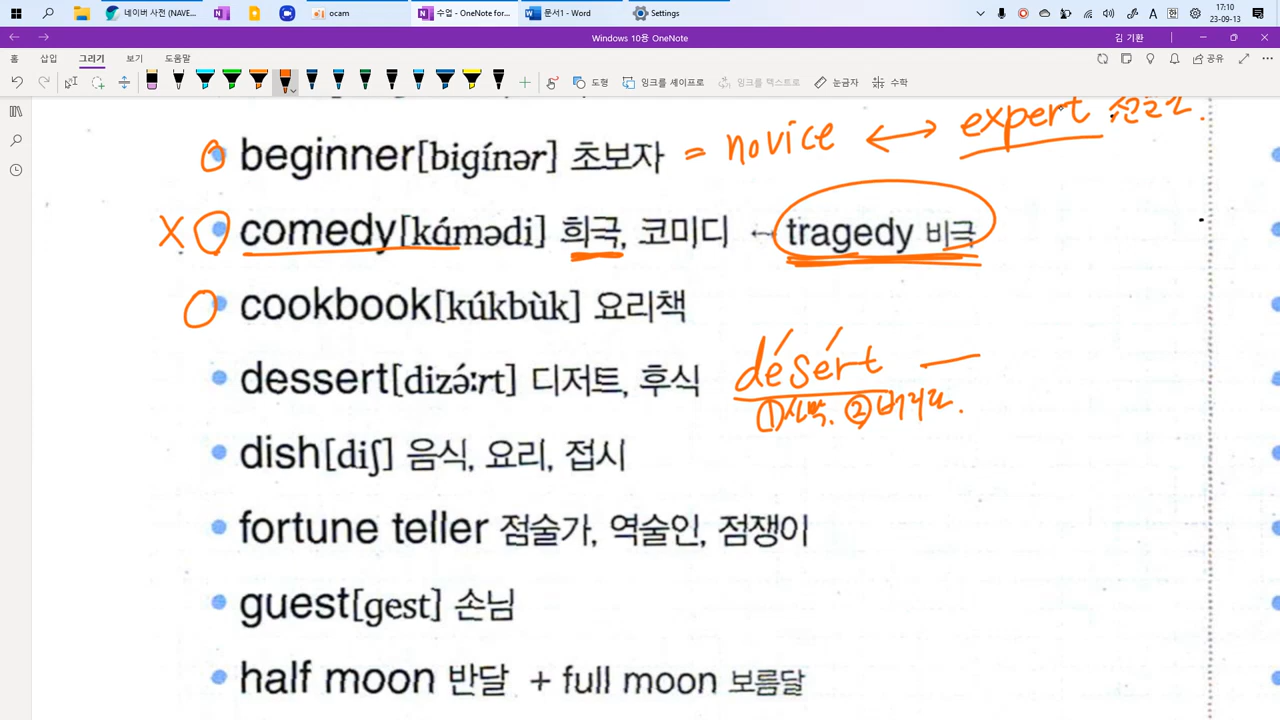 네이버 사전 (NAVE... ocam 수업 - OneNote for... 문서1 - Word Settings 17:10
23-09-13
Windows 10용 OneNote 김 기환
홈 삽입 그리기 보기 도움말 공유
도형 잉크를 셰이프로 잉크를 텍스트로 눈금자 수학
beginner[bigínər] 초보자 = novice ↔ expert
X comedy[kɑ́mədi] 희극, 코미디 ↔ tragedy 비극
cookbook[kúkbùk] 요리책
dessert[dizə́ːrt] 디저트, 후식 désért —
①사막. ②버리다.
dish[diʃ] 음식, 요리, 접시
fortune teller 점술가, 역술인, 점쟁이
guest[gest] 손님
half moon 반달 + full moon 보름달